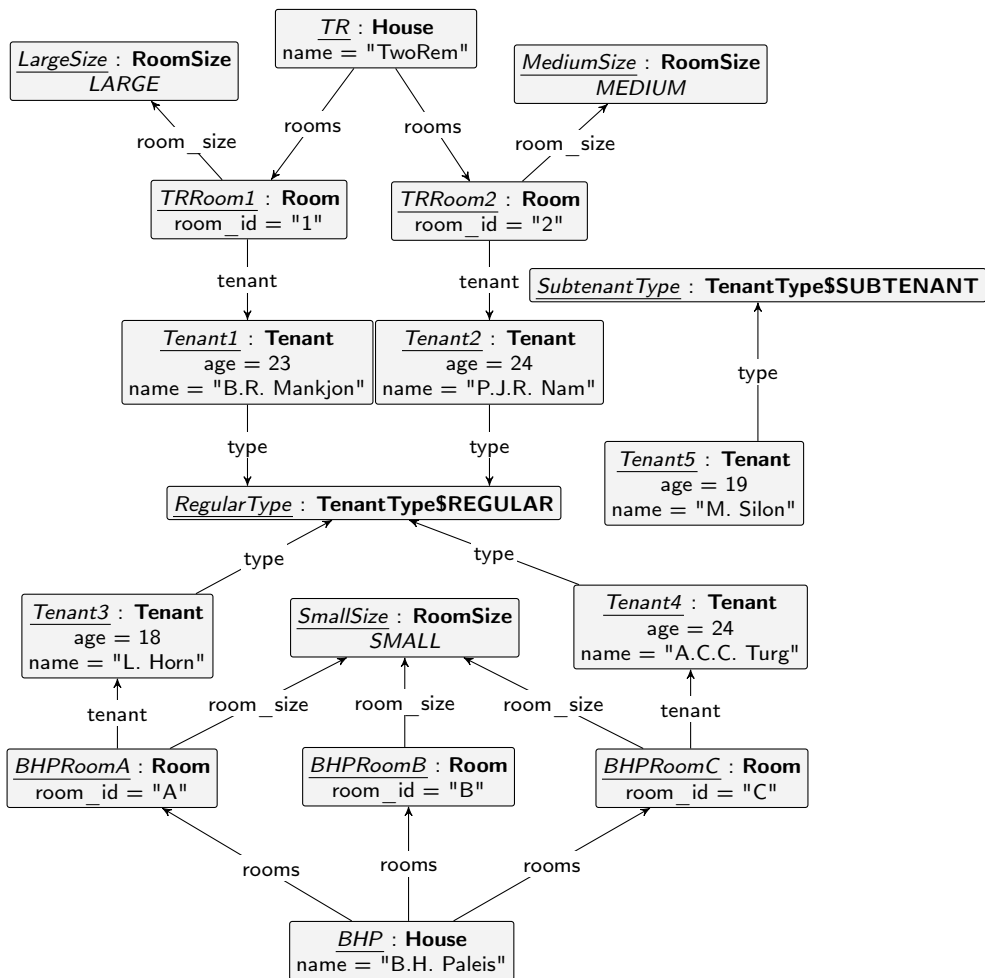 TR : House
name = "TwoRem"
LargeSize : RoomSize
LARGE
MediumSize : RoomSize
MEDIUM
rooms
rooms
room_size
room_size
TRRoom1 : Room
room_id = "1"
TRRoom2 : Room
room_id = "2"
tenant
tenant
SubtenantType : TenantType$SUBTENANT
Tenant1 : Tenant
age = 23
name = "B.R. Mankjon"
Tenant2 : Tenant
age = 24
name = "P.J.R. Nam"
type
type
type
Tenant5 : Tenant
age = 19
name = "M. Silon"
RegularType : TenantType$REGULAR
type
type
Tenant3 : Tenant
age = 18
name = "L. Horn"
SmallSize : RoomSize
SMALL
Tenant4 : Tenant
age = 24
name = "A.C.C. Turg"
tenant
room_size
room_size
room_size
tenant
BHPRoomA : Room
room_id = "A"
BHPRoomB : Room
room_id = "B"
BHPRoomC : Room
room_id = "C"
rooms
rooms
rooms
BHP : House
name = "B.H. Paleis"